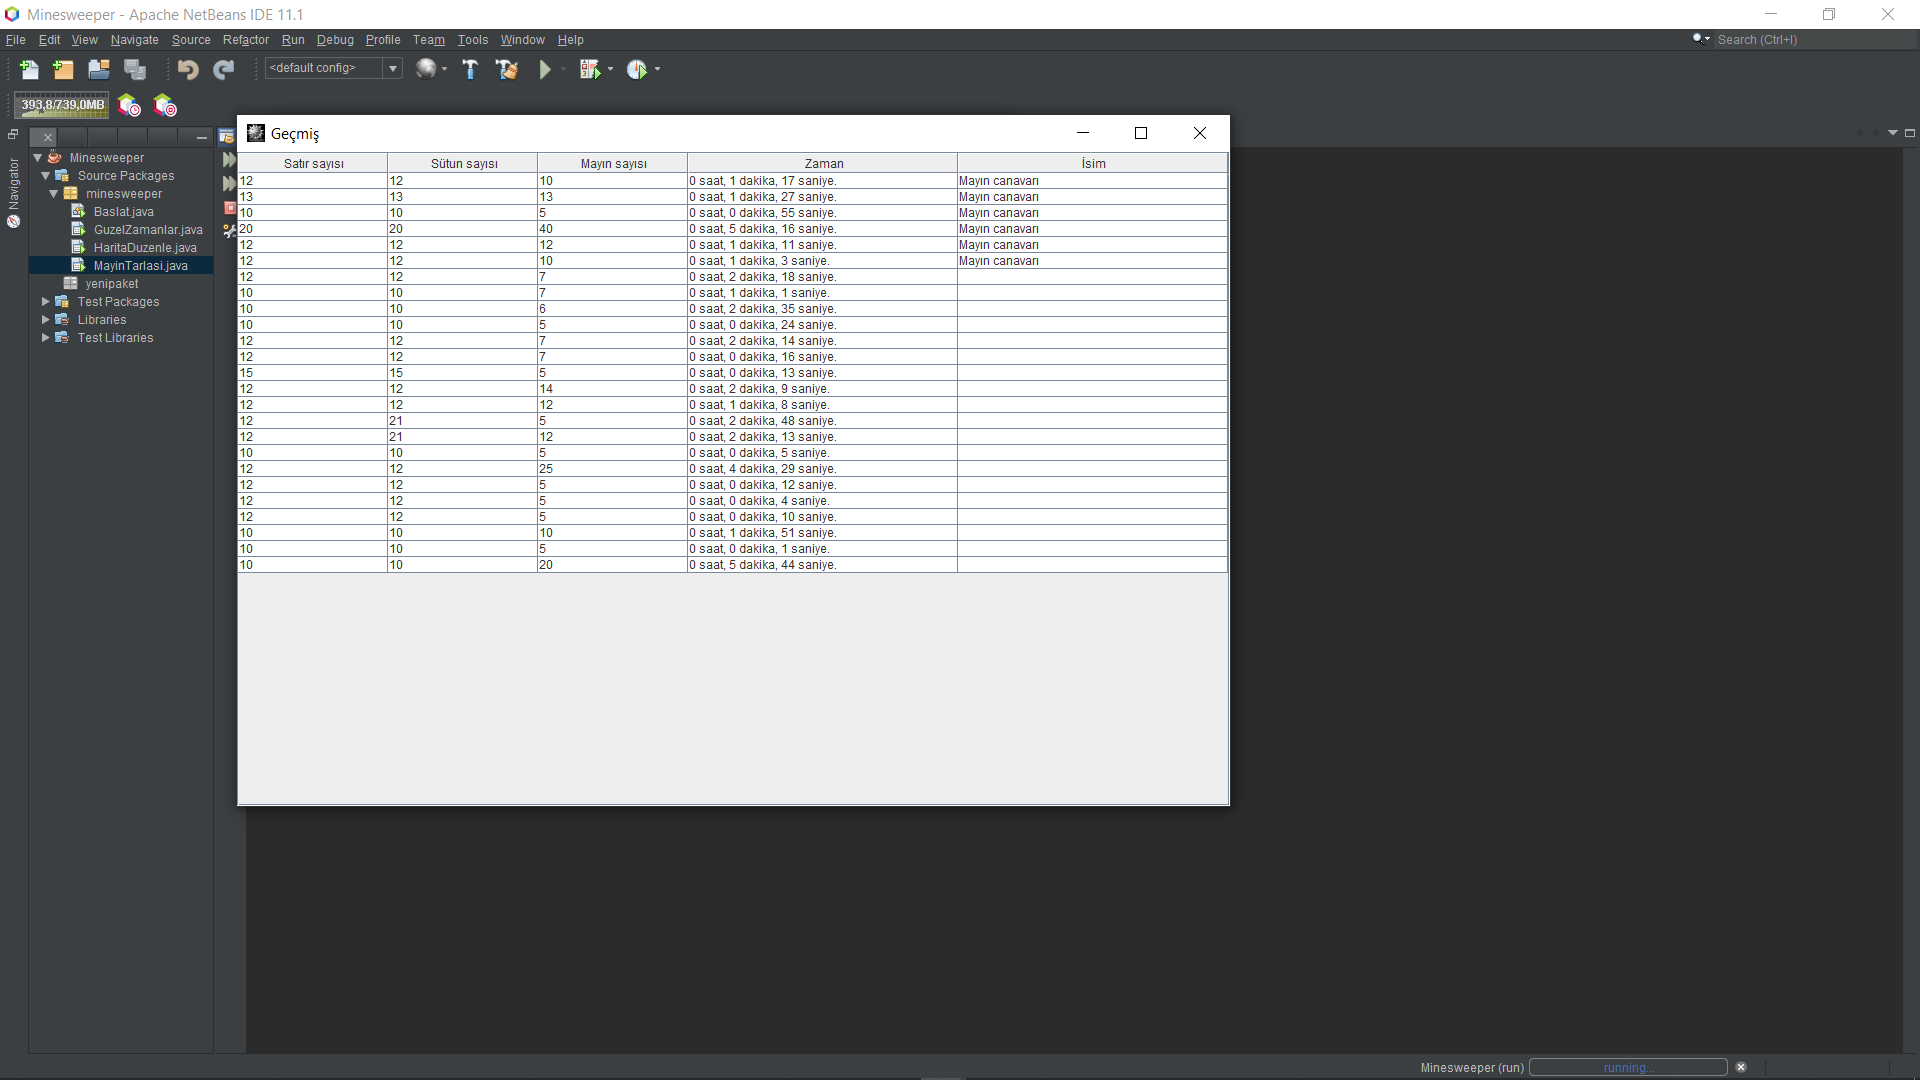 Minesweeper - Apache NetBeans IDE 11.1
File Edit View Navigate Source Refactor Run Debug Profile Team Tools Window Help Search (Ctrl+I)
<default config>
393,8/739,0MB
Navigator
Minesweeper
Source Packages
minesweeper
Baslat.java
GuzelZamanlar.java
HaritaDuzenle.java
MayinTarlasi.java
yenipaket
Test Packages
Libraries
Test Libraries
Geçmiş
Satır sayısı Sütun sayısı Mayın sayısı Zaman İsim
12 12 10 0 saat, 1 dakika, 17 saniye. Mayın canavarı
13 13 13 0 saat, 1 dakika, 27 saniye. Mayın canavarı
10 10 5 0 saat, 0 dakika, 55 saniye. Mayın canavarı
20 20 40 0 saat, 5 dakika, 16 saniye. Mayın canavarı
12 12 12 0 saat, 1 dakika, 11 saniye. Mayın canavarı
12 12 10 0 saat, 1 dakika, 3 saniye. Mayın canavarı
12 12 7 0 saat, 2 dakika, 18 saniye.
10 10 7 0 saat, 1 dakika, 1 saniye.
10 10 6 0 saat, 2 dakika, 35 saniye.
10 10 5 0 saat, 0 dakika, 24 saniye.
12 12 7 0 saat, 2 dakika, 14 saniye.
12 12 7 0 saat, 0 dakika, 16 saniye.
15 15 5 0 saat, 0 dakika, 13 saniye.
12 12 14 0 saat, 2 dakika, 9 saniye.
12 12 12 0 saat, 1 dakika, 8 saniye.
12 21 5 0 saat, 2 dakika, 48 saniye.
12 21 12 0 saat, 2 dakika, 13 saniye.
10 10 5 0 saat, 0 dakika, 5 saniye.
12 12 25 0 saat, 4 dakika, 29 saniye.
12 12 5 0 saat, 0 dakika, 12 saniye.
12 12 5 0 saat, 0 dakika, 4 saniye.
12 12 5 0 saat, 0 dakika, 10 saniye.
10 10 10 0 saat, 1 dakika, 51 saniye.
10 10 5 0 saat, 0 dakika, 1 saniye.
10 10 20 0 saat, 5 dakika, 44 saniye.
Minesweeper (run) running...